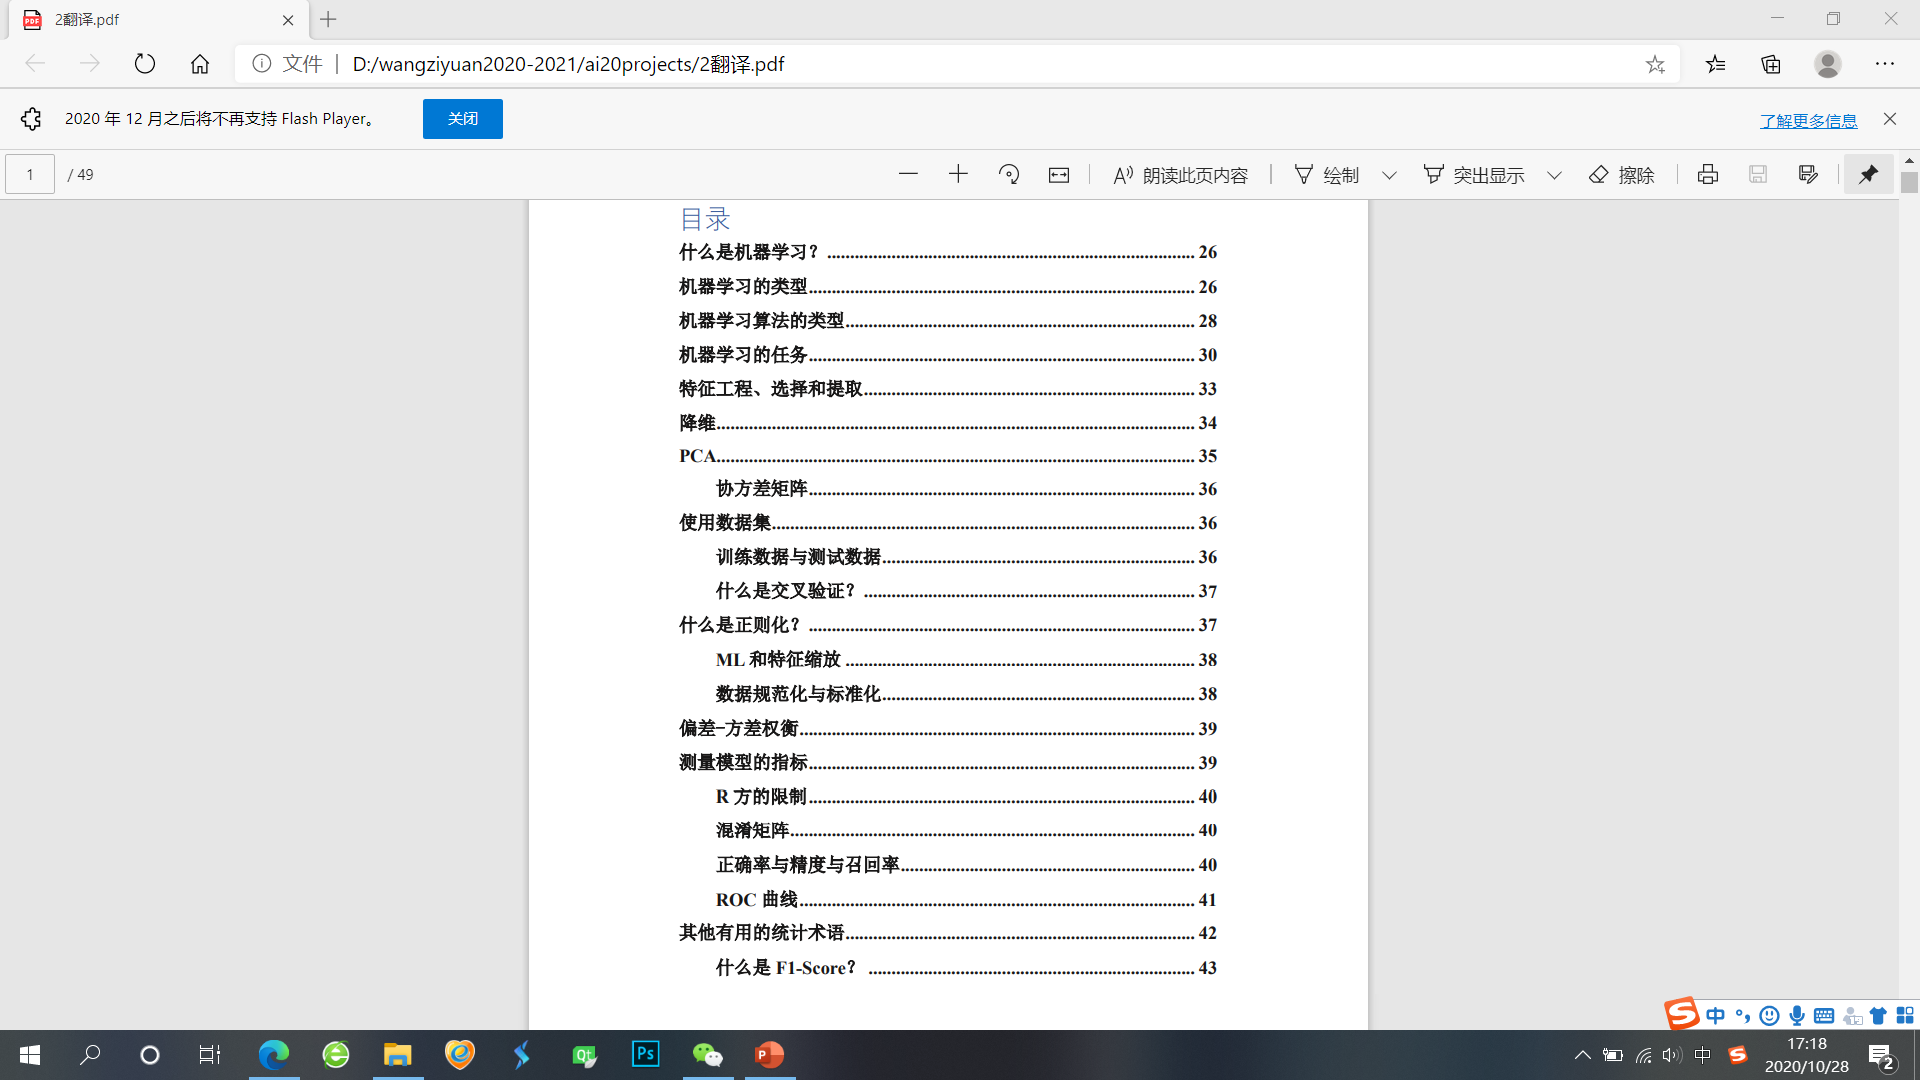 2翻译.pdf
文件 D:/wangziyuan2020-2021/ai20projects/2翻译.pdf
2020 年 12 月之后将不再支持 Flash Player。 关闭 了解更多信息
1 / 49 朗读此页内容 绘制 突出显示 擦除
目录
什么是机器学习？ 26
机器学习的类型 26
机器学习算法的类型 28
机器学习的任务 30
特征工程、选择和提取 33
降维 34
PCA 35
协方差矩阵 36
使用数据集 36
训练数据与测试数据 36
什么是交叉验证？ 37
什么是正则化？ 37
ML 和特征缩放 38
数据规范化与标准化 38
偏差-方差权衡 39
测量模型的指标 39
R 方的限制 40
混淆矩阵 40
正确率与精度与召回率 40
ROC 曲线 41
其他有用的统计术语 42
什么是 F1-Score？ 43
中
中 17:18
2020/10/28 2